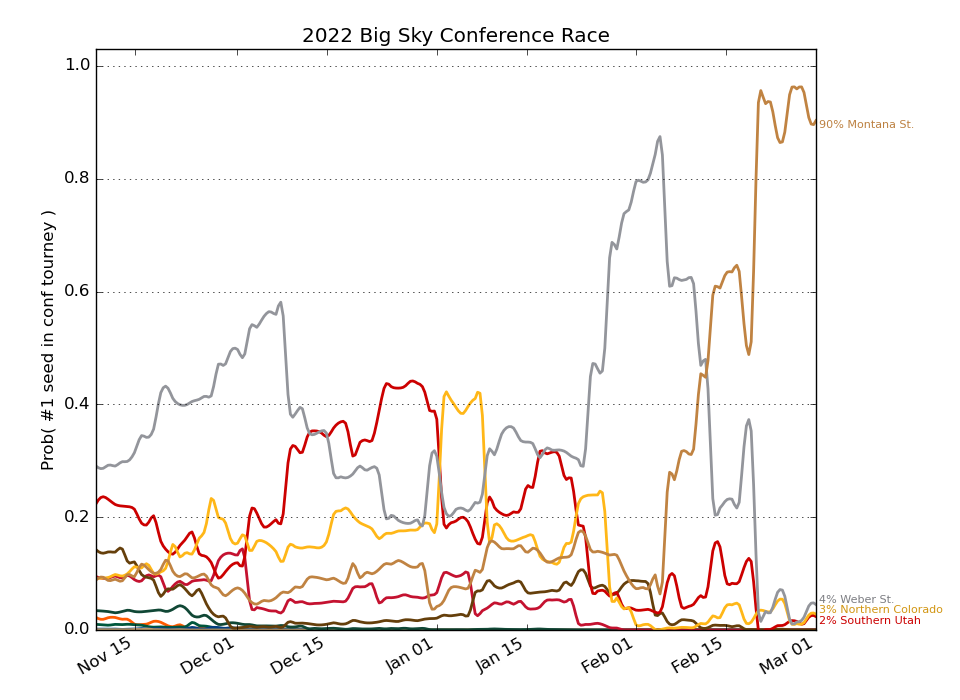 2022 Big Sky Conference Race
Prob( #1 seed in conf tourney )
1.0
0.8
0.6
0.4
0.2
0.0
90% Montana St.
4% Weber St.
3% Northern Colorado
2% Southern Utah
Nov 15
Dec 01
Dec 15
Jan 01
Jan 15
Feb 01
Feb 15
Mar 01